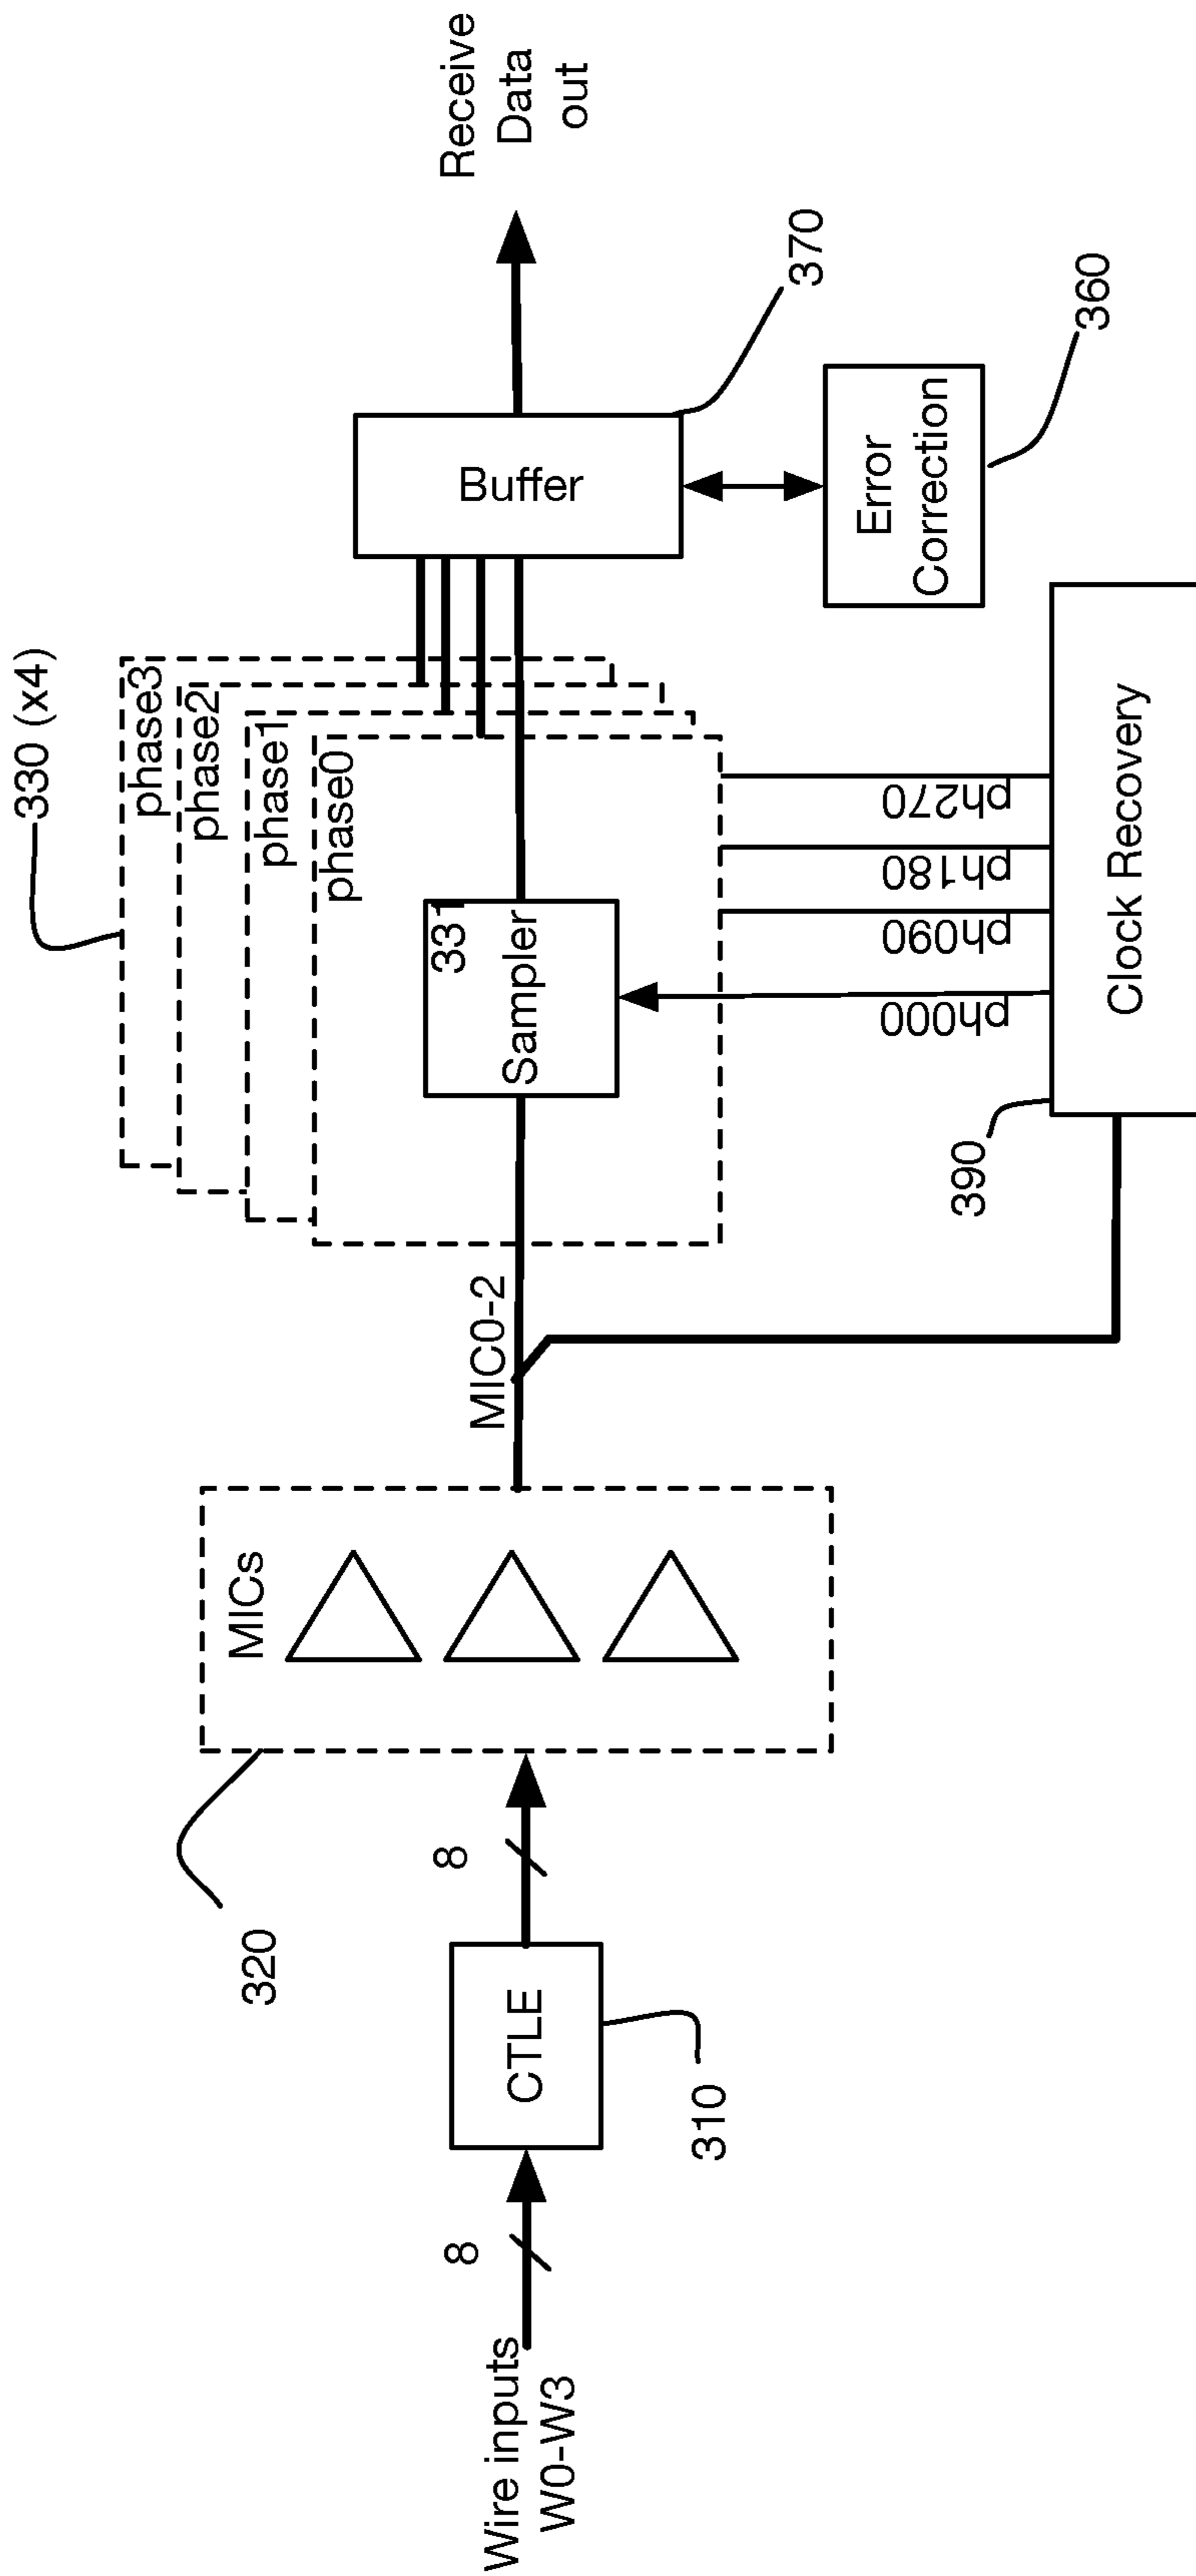 330 (x4)
phase3
phase2
phase1
phase0
Wire inputs
W0-W3
8
CTLE
310
8
320
MICs
MIC0-2
331
Sampler
Buffer
370
Receive
Data
out
Error
Correction
360
ph000
ph090
ph180
ph270
390
Clock Recovery